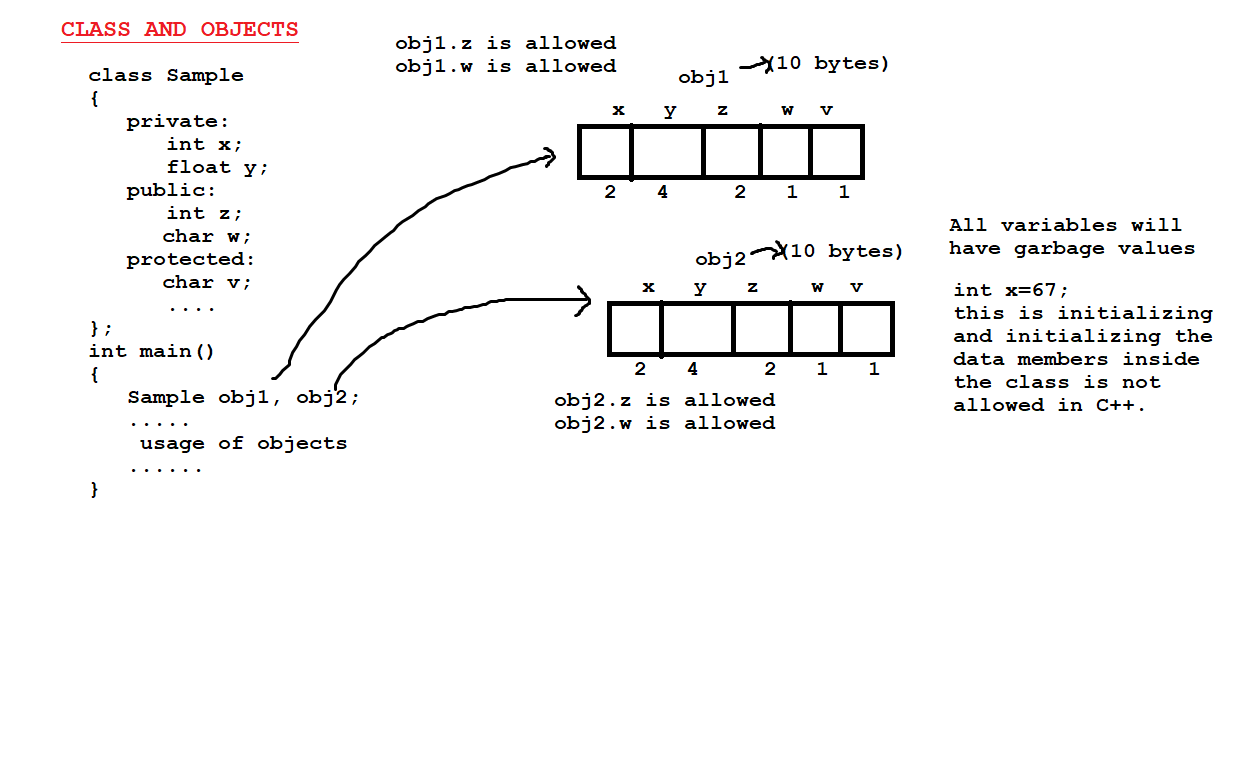 CLASS AND OBJECTS
class Sample
{
private:
int x;
float y;
public:
int z;
char w;
protected:
char v;
....
};
int main()
{
Sample obj1, obj2;
.....
usage of objects
......
}
obj1.z is allowed
obj1.w is allowed
obj1 (10 bytes)
x y z w v
2 4 2 1 1
obj2 (10 bytes)
x y z w v
2 4 2 1 1
obj2.z is allowed
obj2.w is allowed
All variables will
have garbage values
int x=67;
this is initializing
and initializing the
data members inside
the class is not
allowed in C++.